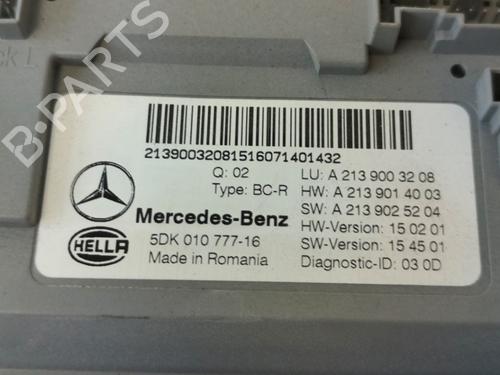 21390032081516071401432
Q: 02
Type: BC-R
LU: A 213 900 32 08
HW: A 213 901 40 03
SW: A 213 902 52 04
HW-Version: 15 02 01
SW-Version: 15 45 01
Diagnostic-ID: 03 0D
Mercedes-Benz
HELLA
5DK 010 777-16
Made in Romania
B-PARTS